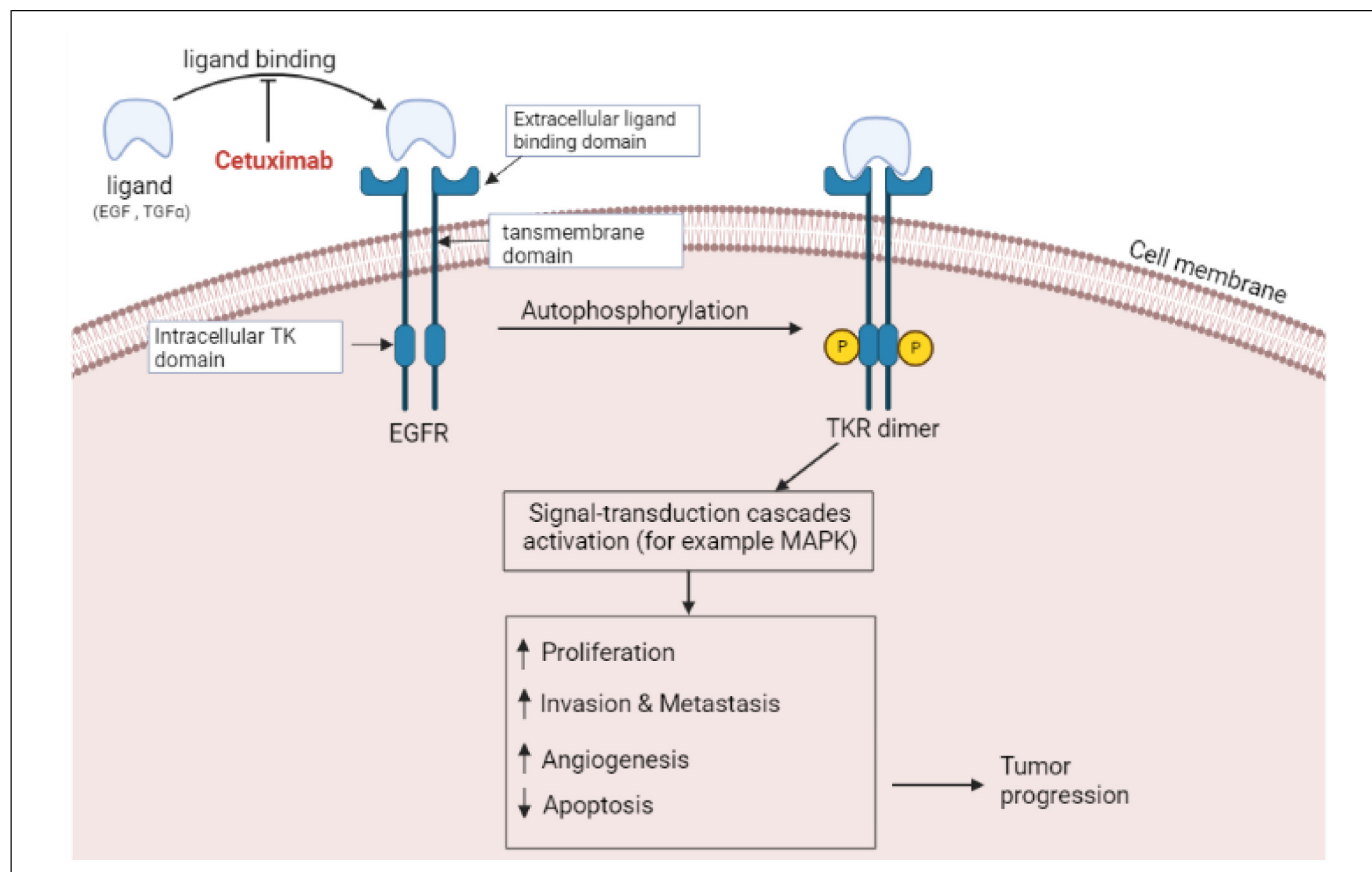 ligand binding
Cetuximab
ligand
(EGF , TGFα)
Extracellular ligand
binding domain
tansmembrane
domain
Cell membrane
Intracellular TK
domain
Autophosphorylation
P
P
EGFR
TKR dimer
Signal-transduction cascades
activation (for example MAPK)
Proliferation
Invasion & Metastasis
Angiogenesis
Apoptosis
Tumor
progression